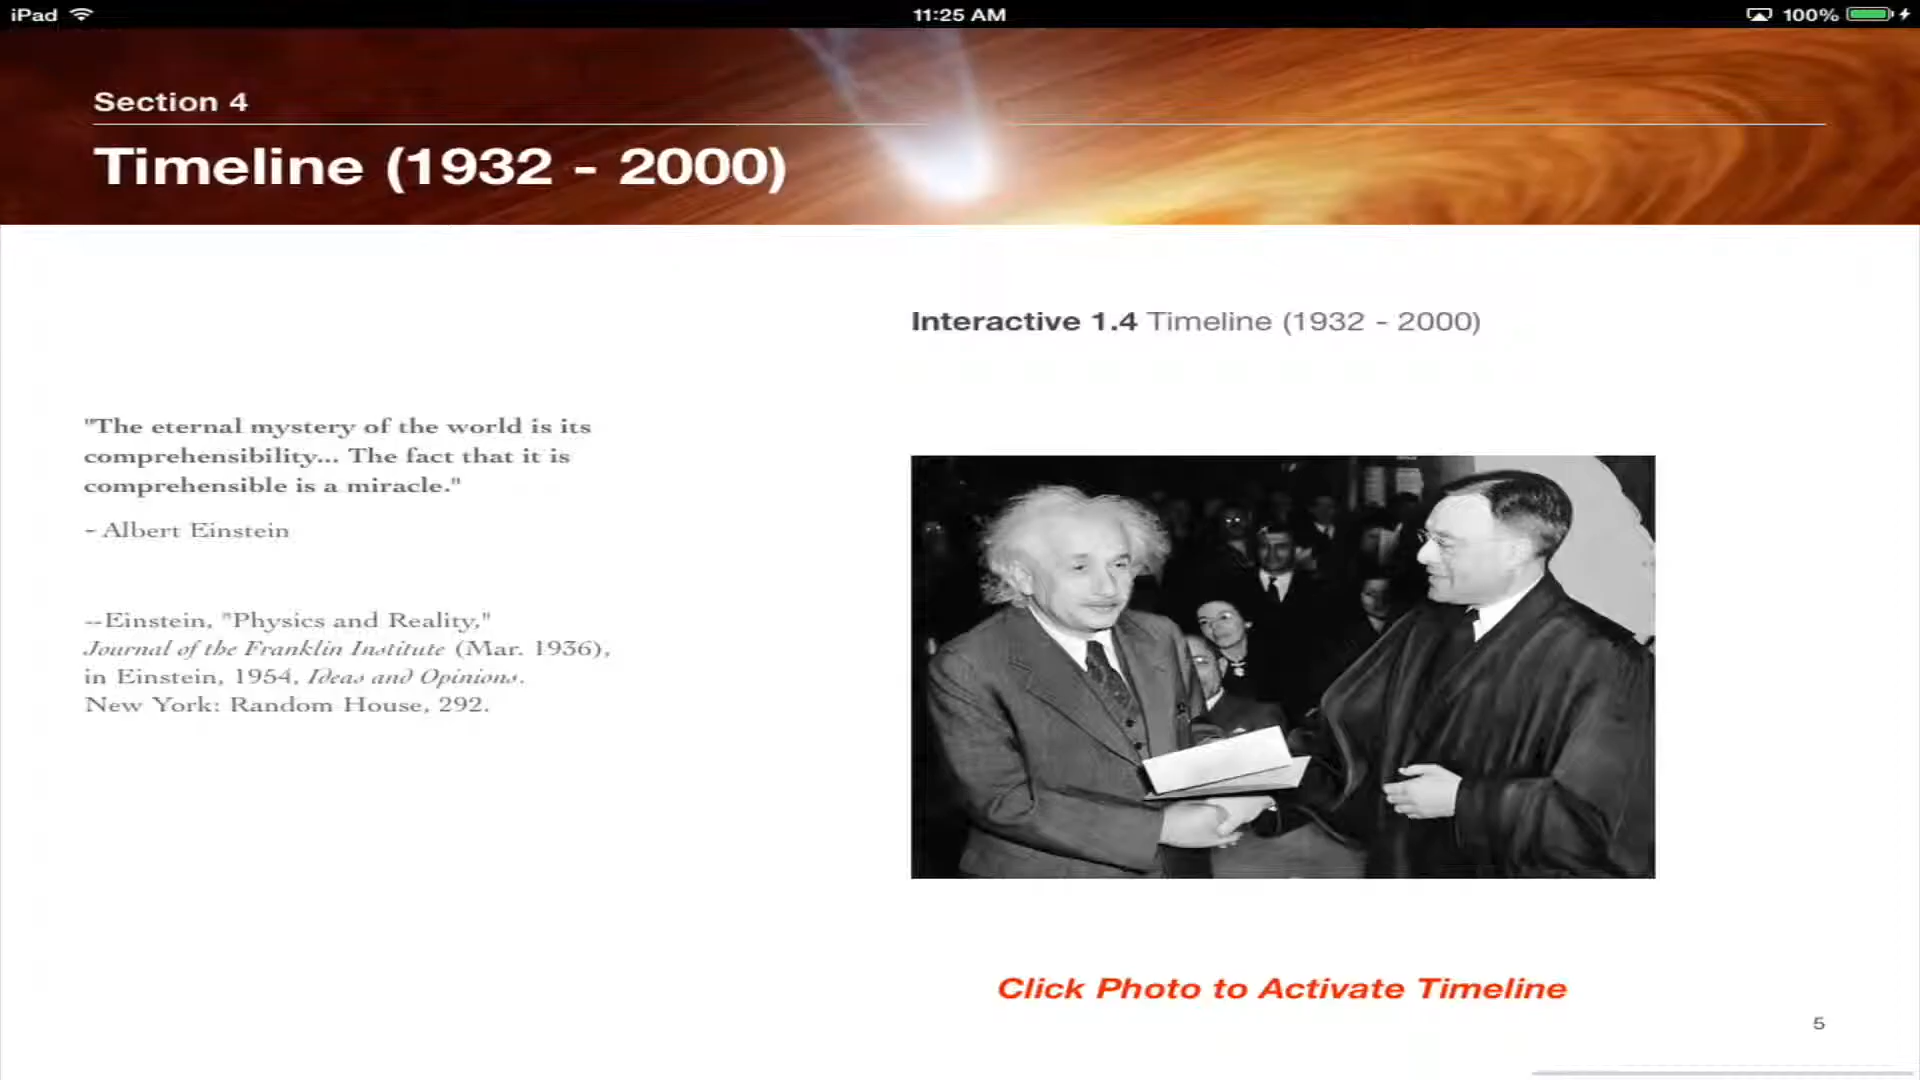 iPad
11:25 AM
100%
Section 4
Timeline (1932 - 2000)
Interactive 1.4 Timeline (1932 - 2000)
"The eternal mystery of the world is its
comprehensibility... The fact that it is
comprehensible is a miracle."
- Albert Einstein
--Einstein, "Physics and Reality,"
Journal of the Franklin Institute (Mar. 1936),
in Einstein, 1954, Ideas and Opinions.
New York: Random House, 292.
Click Photo to Activate Timeline
5